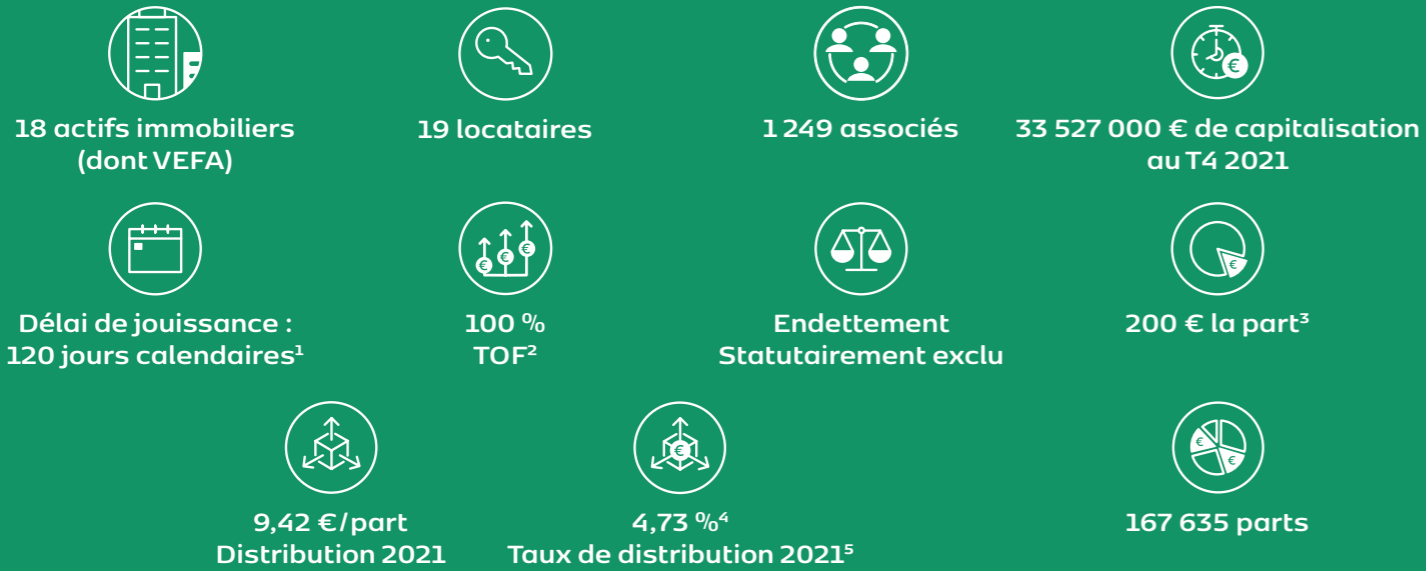 18 actifs immobiliers
(dont VEFA)
19 locataires
1 249 associés
33 527 000 € de capitalisation
au T4 2021
Délai de jouissance :
120 jours calendaires¹
100 %
TOF²
Endettement
Statutairement exclu
200 € la part³
9,42 €/part
Distribution 2021
4,73 %⁴
Taux de distribution 2021⁵
167 635 parts